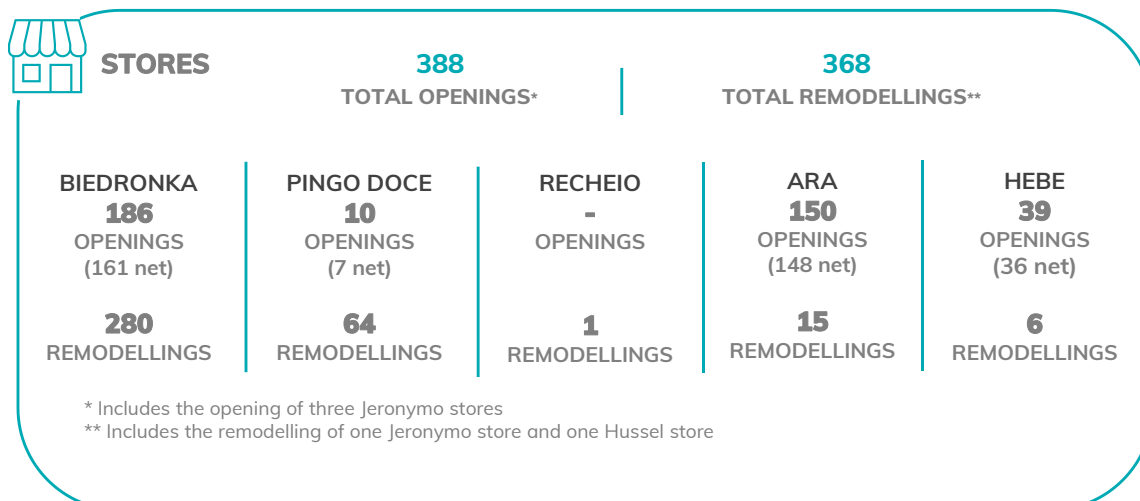 STORES
388
TOTAL OPENINGS*
368
TOTAL REMODELLINGS**
BIEDRONKA
186
OPENINGS
(161 net)
280
REMODELLINGS
PINGO DOCE
10
OPENINGS
(7 net)
64
REMODELLINGS
RECHEIO
-
OPENINGS
1
REMODELLINGS
ARA
150
OPENINGS
(148 net)
15
REMODELLINGS
HEBE
39
OPENINGS
(36 net)
6
REMODELLINGS
* Includes the opening of three Jeronymo stores
** Includes the remodelling of one Jeronymo store and one Hussel store